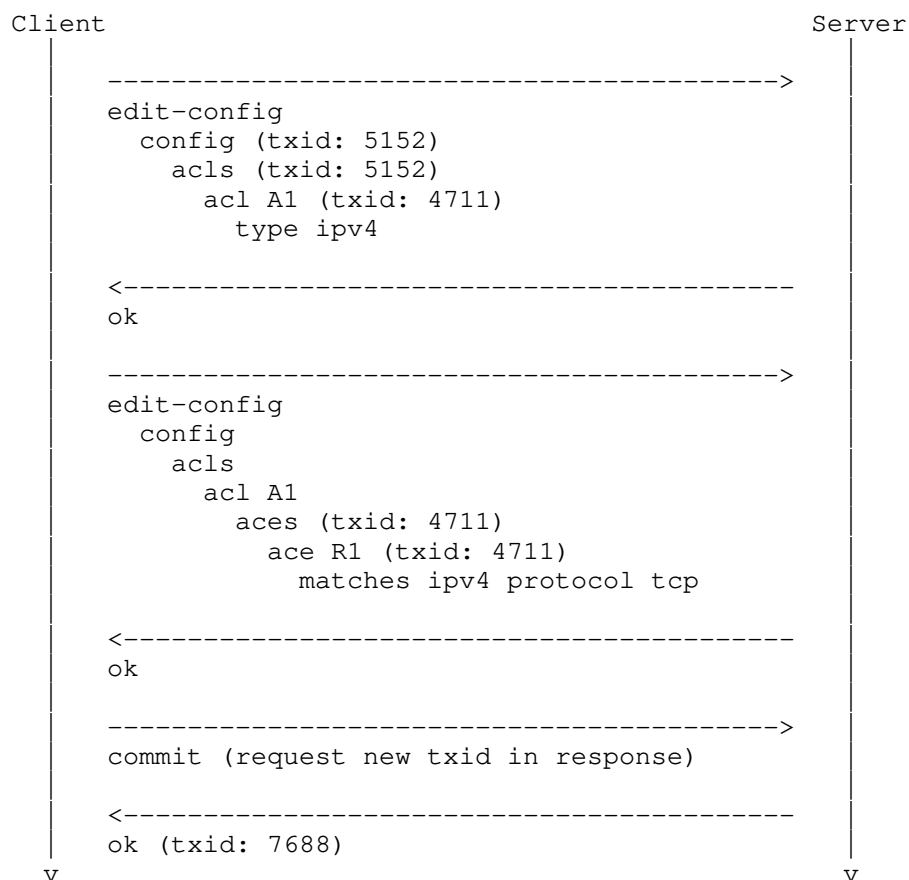 Client Server
------------------------------------------>
edit-config
config (txid: 5152)
acls (txid: 5152)
acl A1 (txid: 4711)
type ipv4
<------------------------------------------
ok
------------------------------------------>
edit-config
config
acls
acl A1
aces (txid: 4711)
ace R1 (txid: 4711)
matches ipv4 protocol tcp
<------------------------------------------
ok
------------------------------------------>
commit (request new txid in response)
<------------------------------------------
ok (txid: 7688)
v v